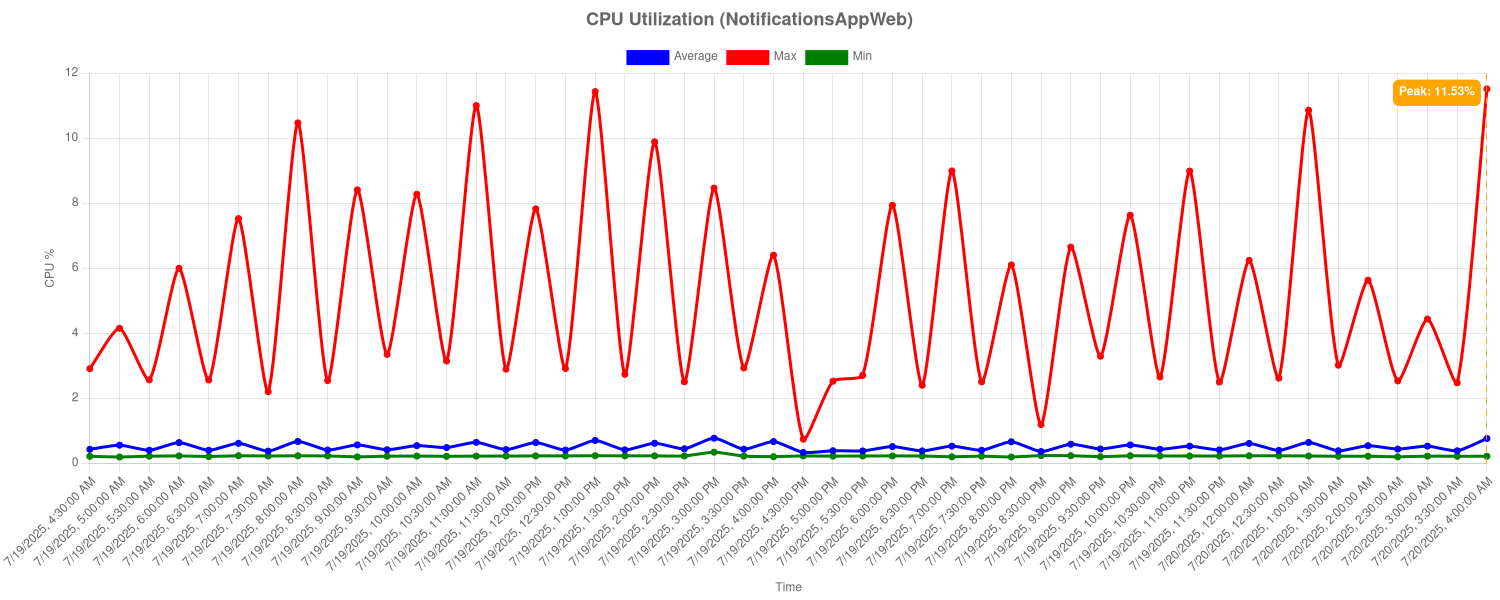 CPU Utilization (NotificationsAppWeb)
Average Max Min
12
Peak: 11.53%
10
8
6
4
2
0
CPU %
7/19/2025, 4:30:00 AM
7/19/2025, 5:00:00 AM
7/19/2025, 5:30:00 AM
7/19/2025, 6:00:00 AM
7/19/2025, 6:30:00 AM
7/19/2025, 7:00:00 AM
7/19/2025, 7:30:00 AM
7/19/2025, 8:00:00 AM
7/19/2025, 8:30:00 AM
7/19/2025, 9:00:00 AM
7/19/2025, 9:30:00 AM
7/19/2025, 10:00:00 AM
7/19/2025, 10:30:00 AM
7/19/2025, 11:00:00 AM
7/19/2025, 11:30:00 AM
7/19/2025, 12:00:00 PM
7/19/2025, 12:30:00 PM
7/19/2025, 1:00:00 PM
7/19/2025, 1:30:00 PM
7/19/2025, 2:00:00 PM
7/19/2025, 2:30:00 PM
7/19/2025, 3:00:00 PM
7/19/2025, 3:30:00 PM
7/19/2025, 4:00:00 PM
7/19/2025, 4:30:00 PM
7/19/2025, 5:00:00 PM
7/19/2025, 5:30:00 PM
7/19/2025, 6:00:00 PM
7/19/2025, 6:30:00 PM
7/19/2025, 7:00:00 PM
7/19/2025, 7:30:00 PM
7/19/2025, 8:00:00 PM
7/19/2025, 8:30:00 PM
7/19/2025, 9:00:00 PM
7/19/2025, 9:30:00 PM
7/19/2025, 10:00:00 PM
7/19/2025, 10:30:00 PM
7/19/2025, 11:00:00 PM
7/19/2025, 11:30:00 PM
7/20/2025, 12:00:00 AM
7/20/2025, 12:30:00 AM
7/20/2025, 1:00:00 AM
7/20/2025, 1:30:00 AM
7/20/2025, 2:00:00 AM
7/20/2025, 2:30:00 AM
7/20/2025, 3:00:00 AM
7/20/2025, 3:30:00 AM
7/20/2025, 4:00:00 AM
Time